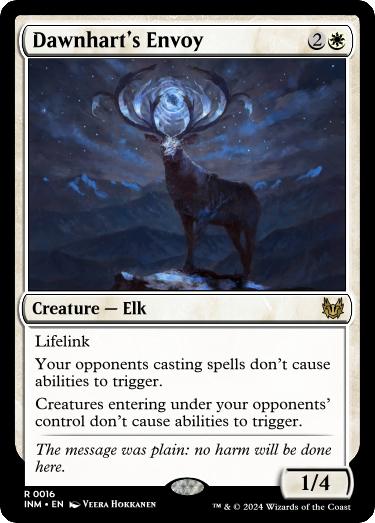 Dawnhart's Envoy 2
Creature — Elk
Lifelink
Your opponents casting spells don't cause
abilities to trigger.
Creatures entering under your opponents'
control don't cause abilities to trigger.
The message was plain: no harm will be done
here.
1/4
R 0016
INM • EN Veera Hokkanen
™ & © 2024 Wizards of the Coast